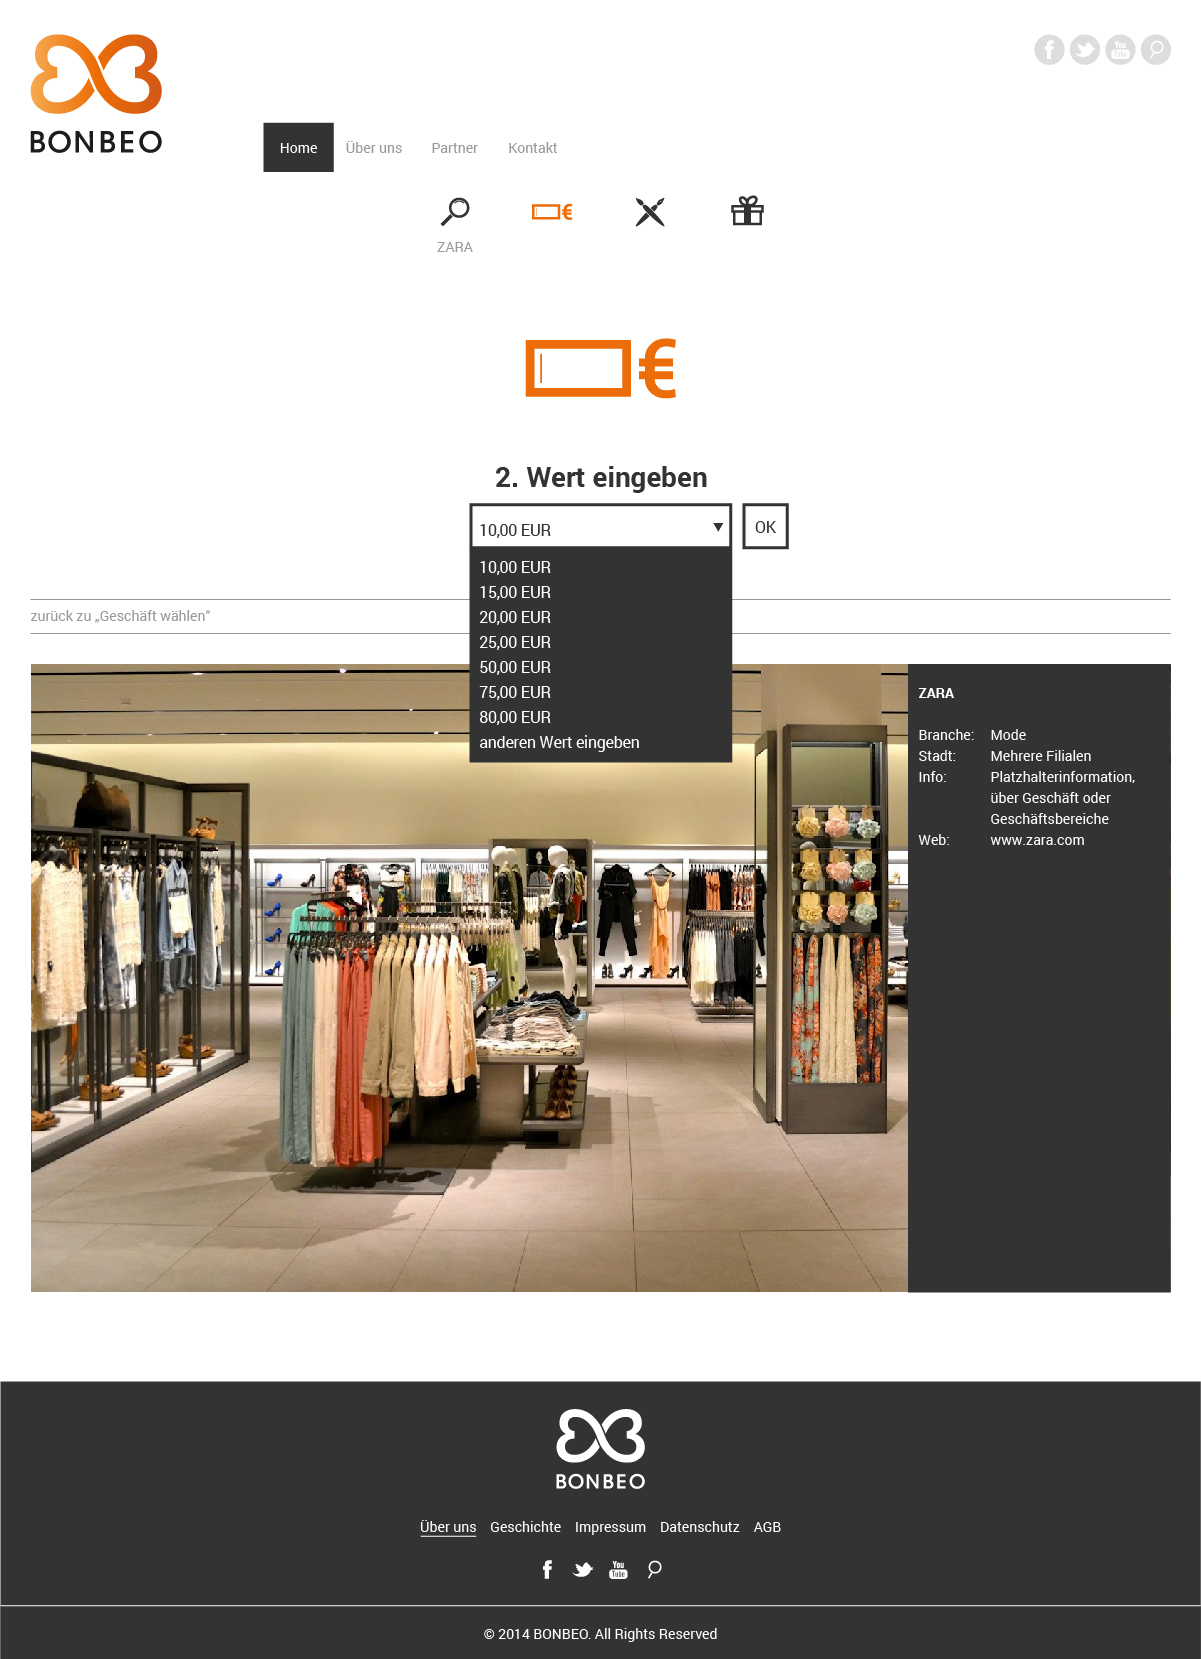 BONBEO
You
Tube
Home Über uns Partner Kontakt
€
ZARA
€
2. Wert eingeben
10,00 EUR
OK
10,00 EUR
15,00 EUR
20,00 EUR
25,00 EUR
50,00 EUR
75,00 EUR
80,00 EUR
anderen Wert eingeben
zurück zu „Geschäft wählen“
ZARA
Branche: Mode
Stadt: Mehrere Filialen
Info: Platzhalterinformation,
über Geschäft oder
Geschäftsbereiche
Web: www.zara.com
BONBEO
Über uns Geschichte Impressum Datenschutz AGB
You
Tube
© 2014 BONBEO. All Rights Reserved